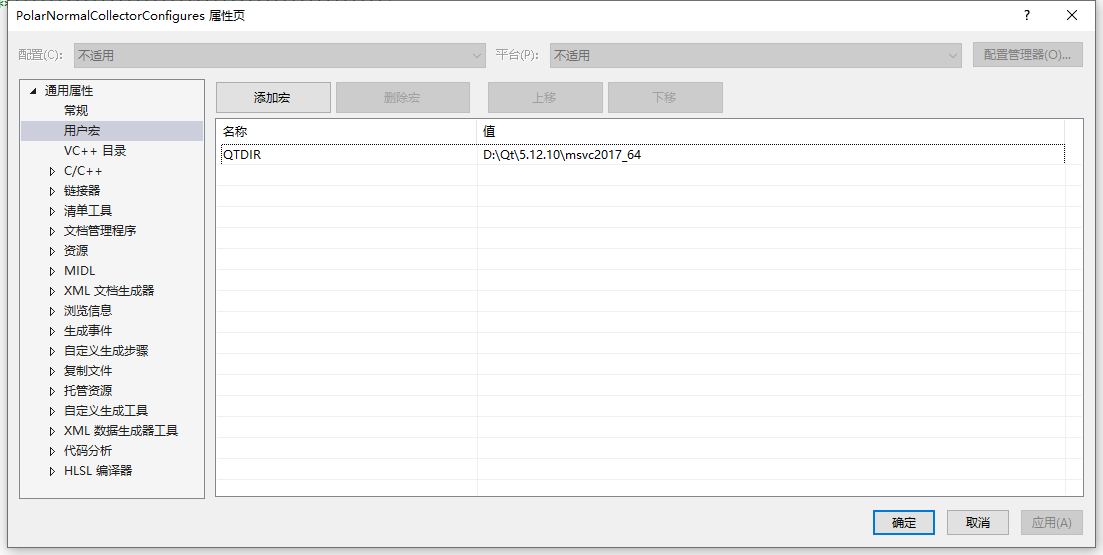 PolarNormalCollectorConfigures 属性页
?
配置(C): 不适用 平台(P): 不适用 配置管理器(O)...
通用属性
常规
用户宏
VC++ 目录
C/C++
链接器
清单工具
文档管理程序
资源
MIDL
XML 文档生成器
浏览信息
生成事件
自定义生成步骤
复制文件
托管资源
自定义生成工具
XML 数据生成器工具
代码分析
HLSL 编译器
添加宏 删除宏 上移 下移
名称 值
QTDIR D:\Qt\5.12.10\msvc2017_64
确定 取消 应用(A)